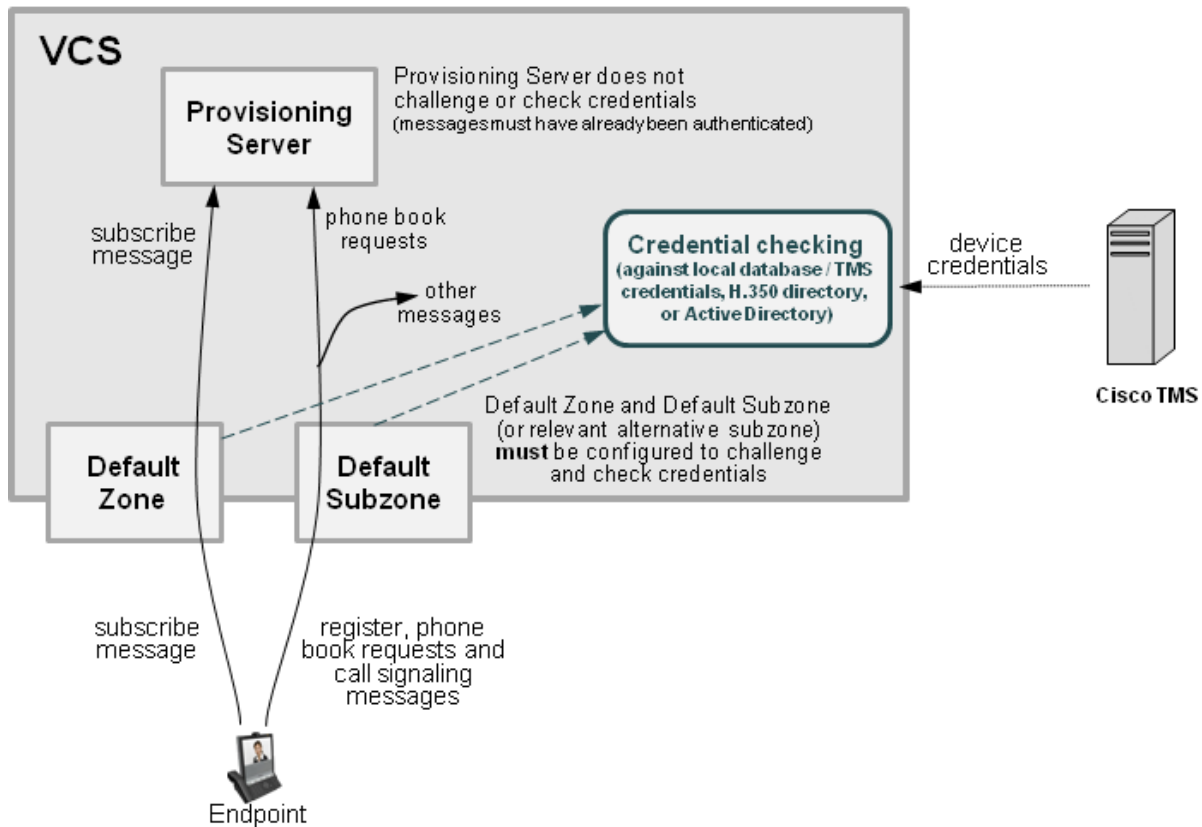 VCS
Provisioning
Server
Provisioning Server does not
challenge or check credentials
(messages must have already been authenticated)
subscribe
message
phone book
requests
other
messages
Credential checking
(against local database / TMS
credentials, H.350 directory,
or Active Directory)
device
credentials
Cisco TMS
Default Zone and Default Subzone
(or relevant alternative subzone)
must be configured to challenge
and check credentials
Default
Zone
Default
Subzone
subscribe
message
register, phone
book requests and
call signaling
messages
Endpoint